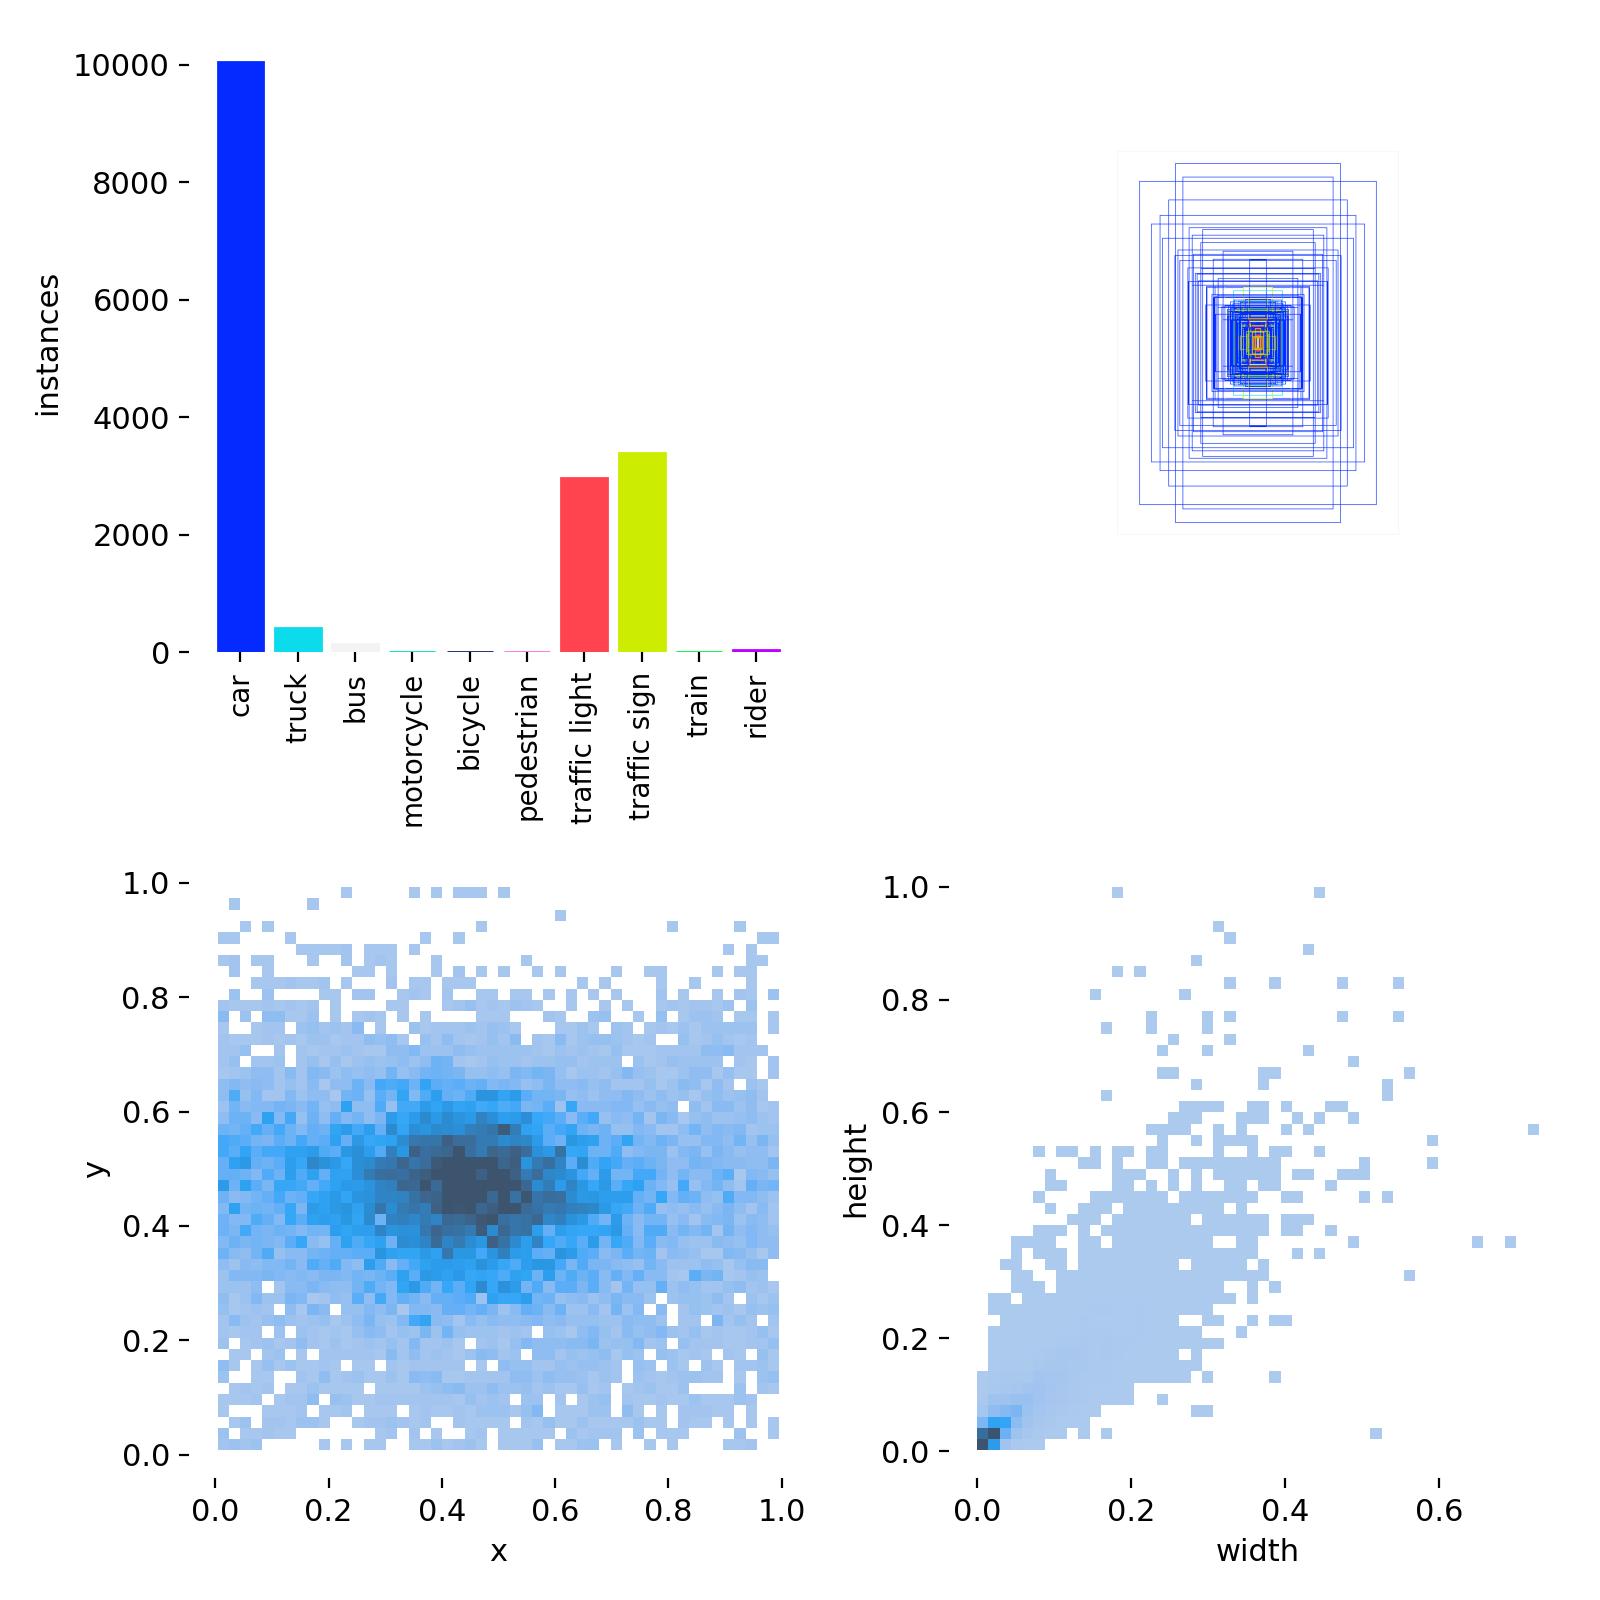 10000
8000
6000
4000
2000
0
instances
car
truck
bus
motorcycle
bicycle
pedestrian
traffic light
traffic sign
train
rider
1.0
0.8
0.6
0.4
0.2
0.0
y
0.0 0.2 0.4 0.6 0.8 1.0
x
1.0
0.8
0.6
0.4
0.2
0.0
height
0.0 0.2 0.4 0.6
width